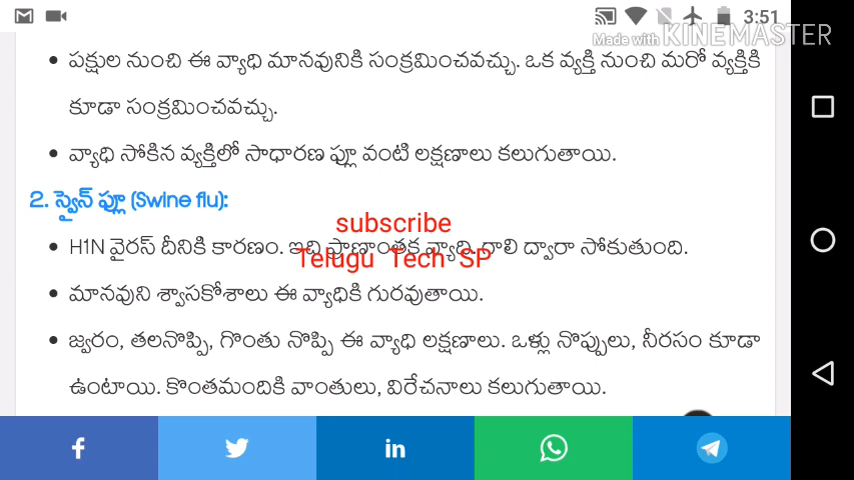 3:51
Made with KINEMASTER
పక్షుల నుంచి ఈ వ్యాధి మానవునికి సంక్రమించవచ్చు. ఒక వ్యక్తి నుంచి మరో వ్యక్తికి
కూడా సంక్రమించవచ్చు.
వ్యాధి సోకిన వ్యక్తిలో సాధారణ ఫ్లూ వంటి లక్షణాలు కలుగుతాయి.
2. స్వైన్ ఫ్లూ (Swine flu):
subscribe
H1N వైరస్ దీనికి కారణం. ఇది ప్రాణాంతక వ్యాధి. గాలి ద్వారా సోకుతుంది.
Telugu Tech SP
మానవుని శ్వాసకోశాలు ఈ వ్యాధికి గురవుతాయి.
జ్వరం, తలనొప్పి, గొంతు నొప్పి ఈ వ్యాధి లక్షణాలు. ఒళ్లు నొప్పులు, నీరసం కూడా
ఉంటాయి. కొంతమందికి వాంతులు, విరేచనాలు కలుగుతాయి.